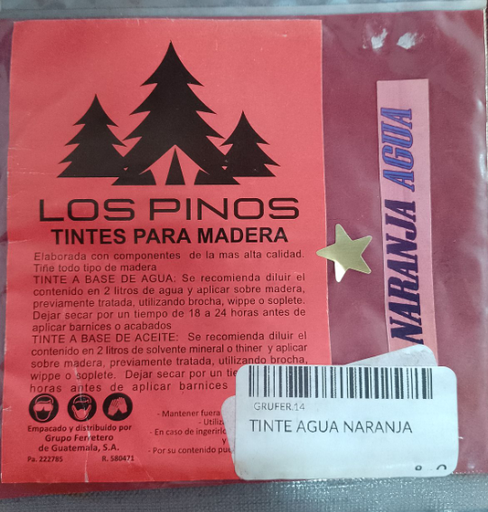 LOS PINOS
TINTES PARA MADERA
Elaborada con componentes de la mas alta calidad.
Tiñe todo tipo de madera
TINTE A BASE DE AGUA: Se recomienda diluir el
contenido en 2 litros de agua y aplicar sobre madera,
previamente tratada, utilizando brocha, wippe o soplete.
Dejar secar por un tiempo de 18 a 24 horas antes de
aplicar barnices o acabados
TINTE A BASE DE ACEITE: Se recomienda diluir el
contenido en 2 litros de solvente mineral o thiner y aplicar
sobre madera, previamente tratada, utilizando brocha,
wippe o soplete. Dejar secar por un
horas antes de aplicar barnices
- Mantener fuera
- En caso de ingerirlo
y
- Por su contenido
Empacado y distribuido por
Grupo Ferretero
de Guatemala, S.A.
Pa. 222785 R. 580471
NARANJA AGUA
GRUFER.14
TINTE AGUA NARANJA